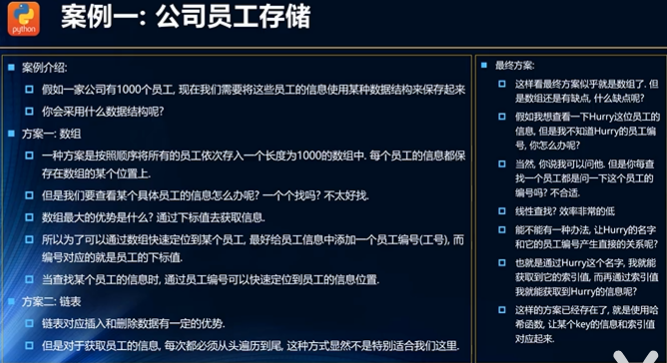 python
案例一: 公司员工存储
案例介绍:
假如一家公司有1000个员工, 现在我们需要将这些员工的信息使用某种数据结构来保存起来
你会采用什么数据结构呢?
方案一: 数组
一种方案是按照顺序将所有的员工依次存入一个长度为1000的数组中. 每个员工的信息都保
存在数组的某个位置上.
但是我们要查看某个具体员工的信息怎么办呢? 一个个找吗? 不太好找.
数组最大的优势是什么? 通过下标值去获取信息.
所以为了可以通过数组快速定位到某个员工, 最好给员工信息中添加一个员工编号(工号), 而
编号对应的就是员工的下标值.
当查找某个员工的信息时, 通过员工编号可以快速定位到员工的信息位置.
方案二: 链表
链表对应插入和删除数据有一定的优势.
但是对于获取员工的信息, 每次都必须从头遍历到尾, 这种方式显然不是特别适合我们这里.
最终方案:
这样看最终方案似乎就是数组了. 但
是数组还是有缺点, 什么缺点呢?
假如我想查看一下Hurry这位员工的
信息, 但是我不知道Hurry的员工编
号, 你怎么办呢?
当然, 你说我可以问他. 但是你每查
找一个员工都是问一下这个员工的
编号吗? 不合适.
线性查找? 效率非常的低
能不能有一种办法, 让Hurry的名字
和它的员工编号产生直接的关系呢?
也就是通过Hurry这个名字, 我就能
获取到它的索引值, 而再通过索引值
我就能获取到Hurry的信息呢?
这样的方案已经存在了, 就是使用哈
希函数, 让某个key的信息和索引值
对应起来.